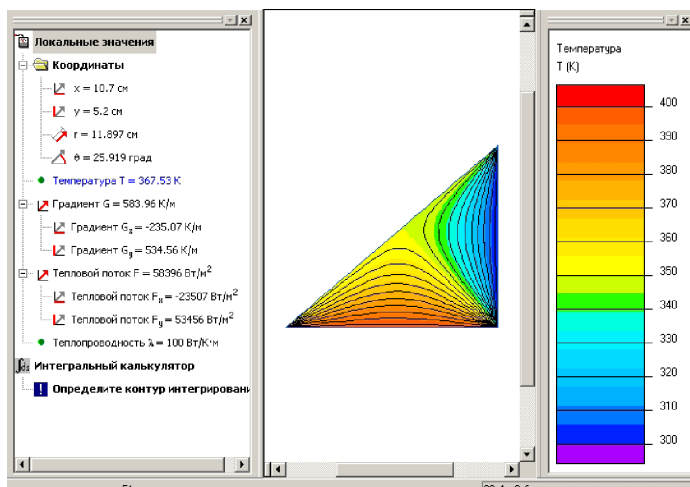 Локальные значения
Координаты
x = 10.7 см
y = 5.2 см
r = 11.897 см
θ = 25.919 град
Температура T = 367.53 К
Градиент G = 583.96 К/м
Градиент Gx = -235.07 К/м
Градиент Gy = 534.56 К/м
Тепловой поток F = 58396 Вт/м2
Тепловой поток Fx = -23507 Вт/м2
Тепловой поток Fy = 53456 Вт/м2
Теплопроводность λ = 100 Вт/К·м
Интегральный калькулятор
Определите контур интегрировани
Температура
T (K)
400
390
380
370
360
350
340
330
320
310
300